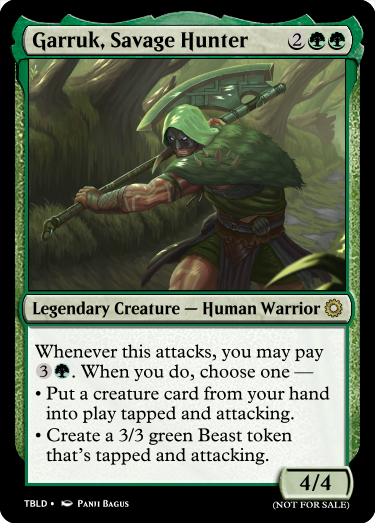 Garruk, Savage Hunter 2
Legendary Creature — Human Warrior
Whenever this attacks, you may pay
3 . When you do, choose one —
• Put a creature card from your hand
into play tapped and attacking.
• Create a 3/3 green Beast token
that's tapped and attacking.
4/4
TBLD • Panji Bagus
(NOT FOR SALE)